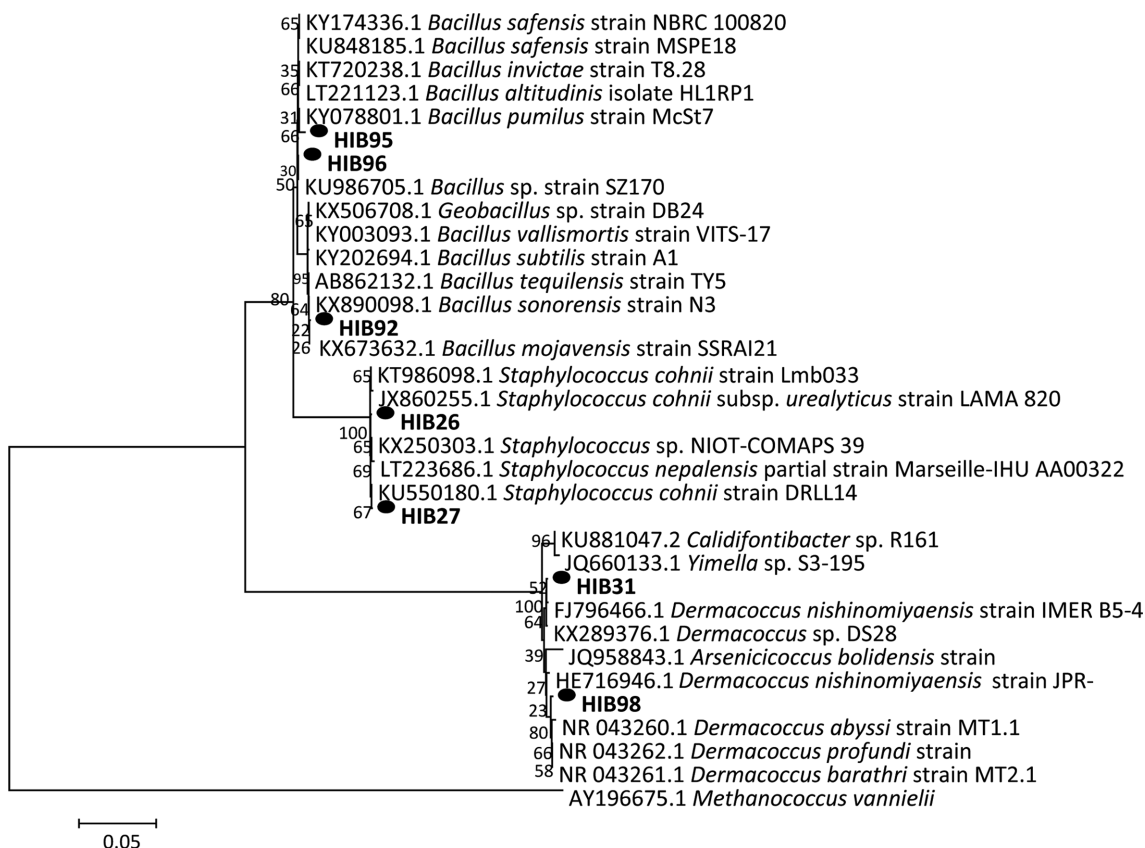 65 KY174336.1 Bacillus safensis strain NBRC 100820
KU848185.1 Bacillus safensis strain MSPE18
35 KT720238.1 Bacillus invictae strain T8.28
66 LT221123.1 Bacillus altitudinis isolate HL1RP1
31 KY078801.1 Bacillus pumilus strain McSt7
66 HIB95
HIB96
30
50 KU986705.1 Bacillus sp. strain SZ170
KX506708.1 Geobacillus sp. strain DB24
65 KY003093.1 Bacillus vallismortis strain VITS-17
KY202694.1 Bacillus subtilis strain A1
95 AB862132.1 Bacillus tequilensis strain TY5
80
64 KX890098.1 Bacillus sonorensis strain N3
22 HIB92
26 KX673632.1 Bacillus mojavensis strain SSRAI21
65 KT986098.1 Staphylococcus cohnii strain Lmb033
JX860255.1 Staphylococcus cohnii subsp. urealyticus strain LAMA 820
HIB26
100
65 KX250303.1 Staphylococcus sp. NIOT-COMAPS 39
69 LT223686.1 Staphylococcus nepalensis partial strain Marseille-IHU AA00322
KU550180.1 Staphylococcus cohnii strain DRLL14
67 HIB27
96 KU881047.2 Calidifontibacter sp. R161
JQ660133.1 Yimella sp. S3-195
52 HIB31
100 FJ796466.1 Dermacoccus nishinomiyaensis strain IMER B5-4
64 KX289376.1 Dermacoccus sp. DS28
39 JQ958843.1 Arsenicicoccus bolidensis strain
27 HE716946.1 Dermacoccus nishinomiyaensis strain JPR-
23 HIB98
80 NR 043260.1 Dermacoccus abyssi strain MT1.1
66 NR 043262.1 Dermacoccus profundi strain
58 NR 043261.1 Dermacoccus barathri strain MT2.1
AY196675.1 Methanococcus vannielii
0.05